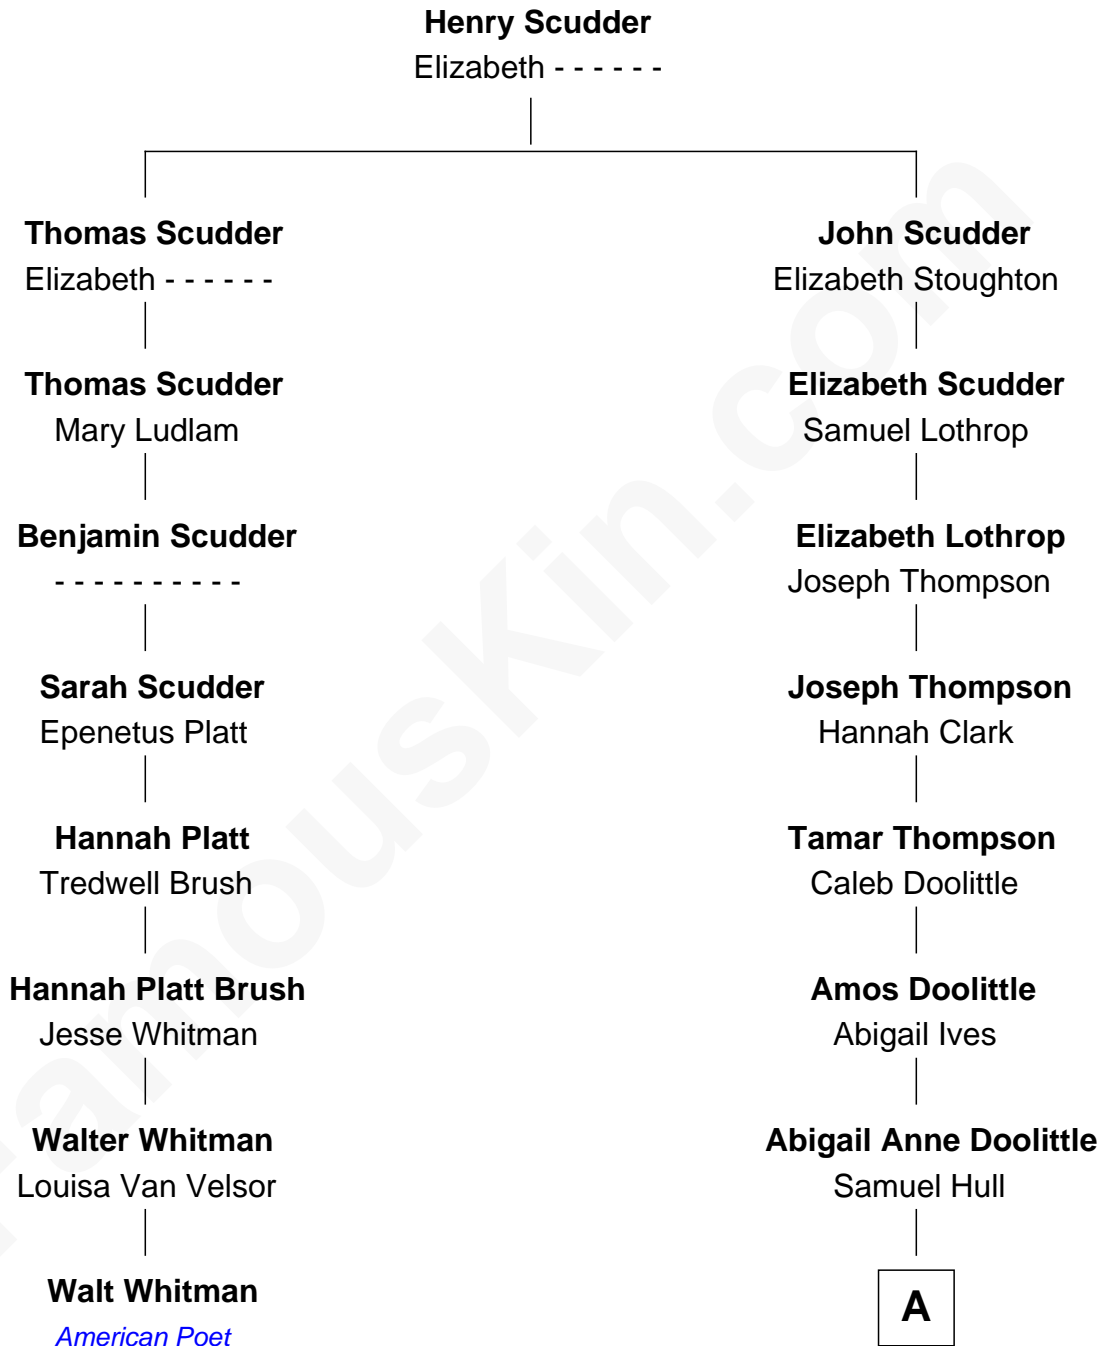 Henry Scudder
Elizabeth - - - - - -
Thomas Scudder
Elizabeth - - - - - -
John Scudder
Elizabeth Stoughton
Thomas Scudder
Mary Ludlam
Elizabeth Scudder
Samuel Lothrop
Benjamin Scudder
- - - - - - - - - -
Elizabeth Lothrop
Joseph Thompson
Sarah Scudder
Epenetus Platt
Joseph Thompson
Hannah Clark
Hannah Platt
Tredwell Brush
Tamar Thompson
Caleb Doolittle
Hannah Platt Brush
Jesse Whitman
Amos Doolittle
Abigail Ives
Walter Whitman
Louisa Van Velsor
Abigail Anne Doolittle
Samuel Hull
Walt Whitman
American Poet
A
FamousKin.com